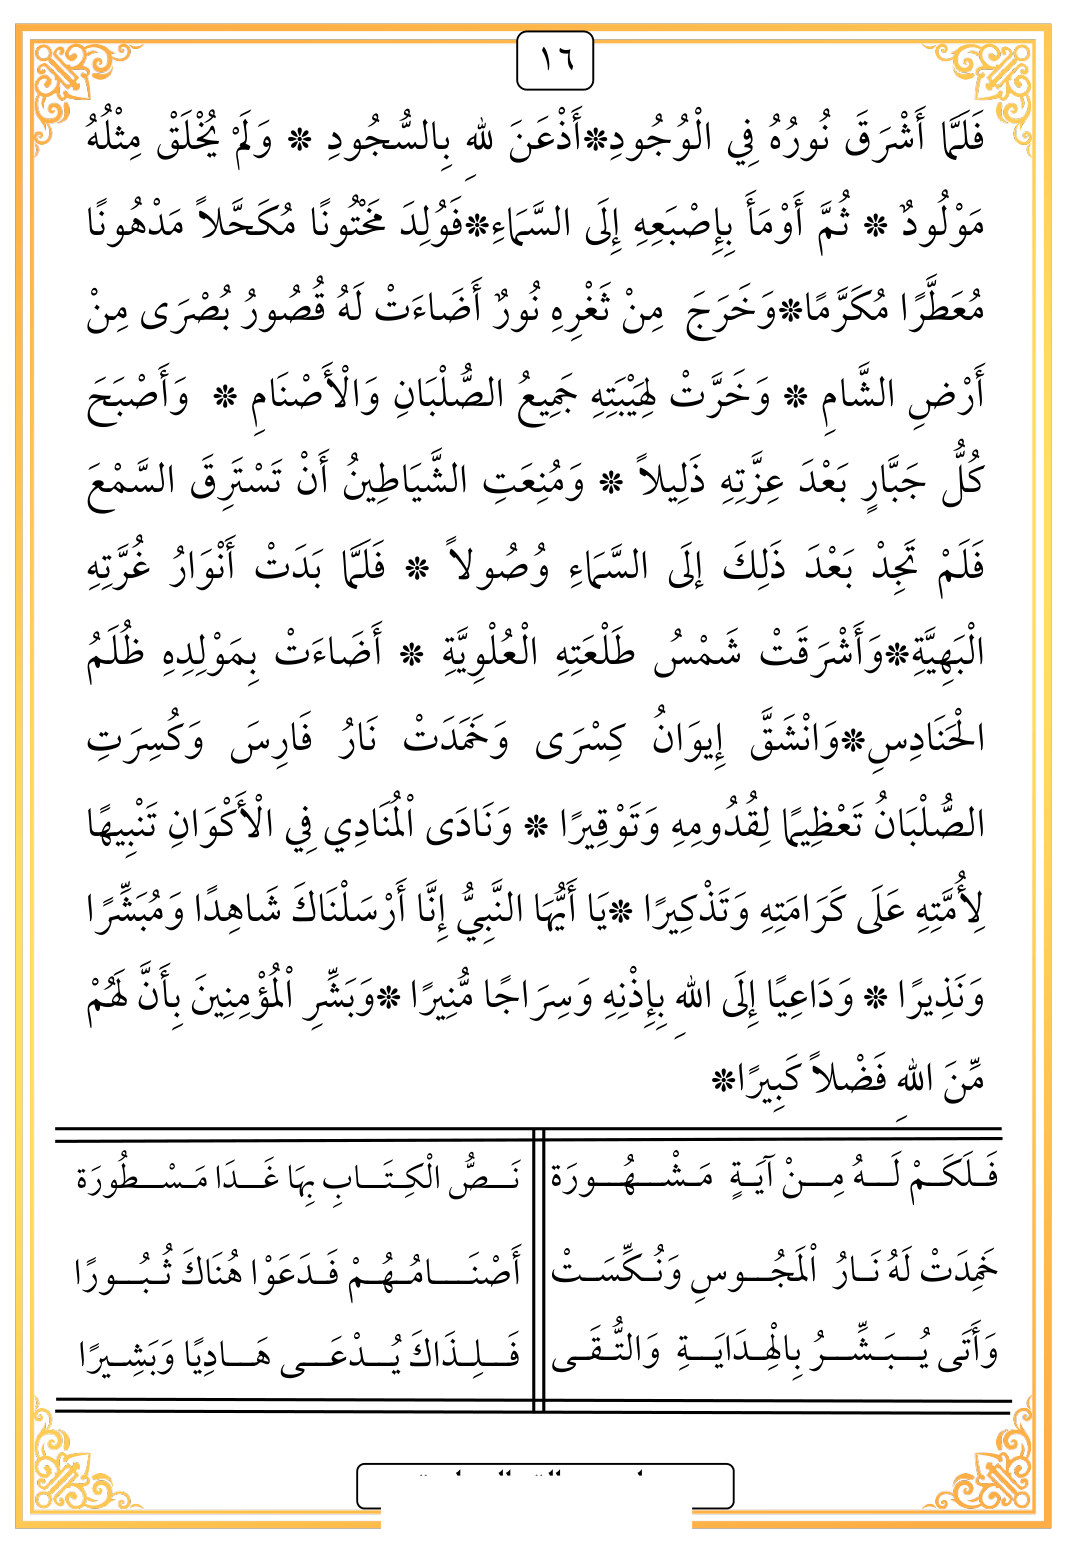 ١٦
فَلَمَّا أَشْرَقَ نُورُهُ فِي الْوُجُودِ❊أَذْعَنَ للهِ بِالسُّجُودِ ❊ وَلَمْ يُخْلَقْ مِثْلُهُ
مَوْلُودٌ ❊ ثُمَّ أَوْمَأَ بِإِصْبَعِهِ إِلَى السَّمَاءِ❊فَوُلِدَ مَخْتُونًا مُكَحَّلاً مَدْهُونًا
مُعَطَّرًا مُكَرَّمًا❊وَخَرَجَ مِنْ ثَغْرِهِ نُورٌ أَضَاءَتْ لَهُ قُصُورُ بُصْرَى مِنْ
أَرْضِ الشَّامِ ❊ وَخَرَّتْ لِهَيْبَتِهِ جَمِيعُ الصُّلْبَانِ وَالْأَصْنَامِ ❊ وَأَصْبَحَ
كُلُّ جَبَّارٍ بَعْدَ عِزَّتِهِ ذَلِيلاً ❊ وَمُنِعَتِ الشَّيَاطِينُ أَنْ تَسْتَرِقَ السَّمْعَ
فَلَمْ تَجِدْ بَعْدَ ذَلِكَ إلَى السَّمَاءِ وُصُولاً ❊ فَلَمَّا بَدَتْ أَنْوَارُ غُرَّتِهِ
الْبَهِيَّةِ❊وَأَشْرَقَتْ شَمْسُ طَلْعَتِهِ الْعُلْوِيَّةِ ❊ أَضَاءَتْ بِمَوْلِدِهِ ظُلَمُ
الْحَنَادِسِ❊وَانْشَقَّ إِيوَانُ كِسْرَى وَخَمَدَتْ نَارُ فَارِسَ وَكُسِرَتِ
الصُّلْبَانُ تَعْظِيمًا لِقُدُومِهِ وَتَوْقِيرًا ❊ وَنَادَى اْلمُنَادِي فِي الْأَكْوَانِ تَنْبِيهًا
لِأُمَّتِهِ عَلَى كَرَامَتِهِ وَتَذْكِيرًا ❊يَا أَيُّهَا النَّبِيُّ إِنَّا أَرْسَلْنَاكَ شَاهِدًا وَمُبَشِّرًا
وَنَذِيرًا ❊ وَدَاعِيًا إِلَى اللهِ بِإِذْنِهِ وَسِرَاجًا مُّنِيرًا ❊وَبَشِّرِ اْلمُؤْمِنِينَ بِأَنَّ لَهُمْ
مِّنَ اللهِ فَضْلاً كَبِيرًا❊
فَلَكَمْ لَهُ مِنْ آيَةٍ مَشْهُورَة نَصُّ الْكِتَابِ بِهَا غَدَا مَسْطُورَة
خَمِدَتْ لَهُ نَارُ اْلمَجُوسِ وَنُكِّسَتْ أَصْنَامُهُمْ فَدَعَوْا هُنَاكَ ثُبُورًا
وَأَتَى يُبَشِّرُ بِالْهِدَايَةِ وَالتُّقَى فَلِذَاكَ يُدْعَى هَادِيًا وَبَشِيرًا